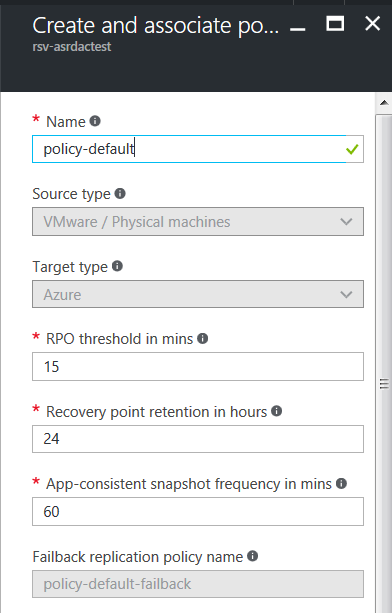 Create and associate po...
rsv-asrdactest
* Name
policy-default
Source type
VMware / Physical machines
Target type
Azure
* RPO threshold in mins
15
* Recovery point retention in hours
24
* App-consistent snapshot frequency in mins
60
Failback replication policy name
policy-default-failback